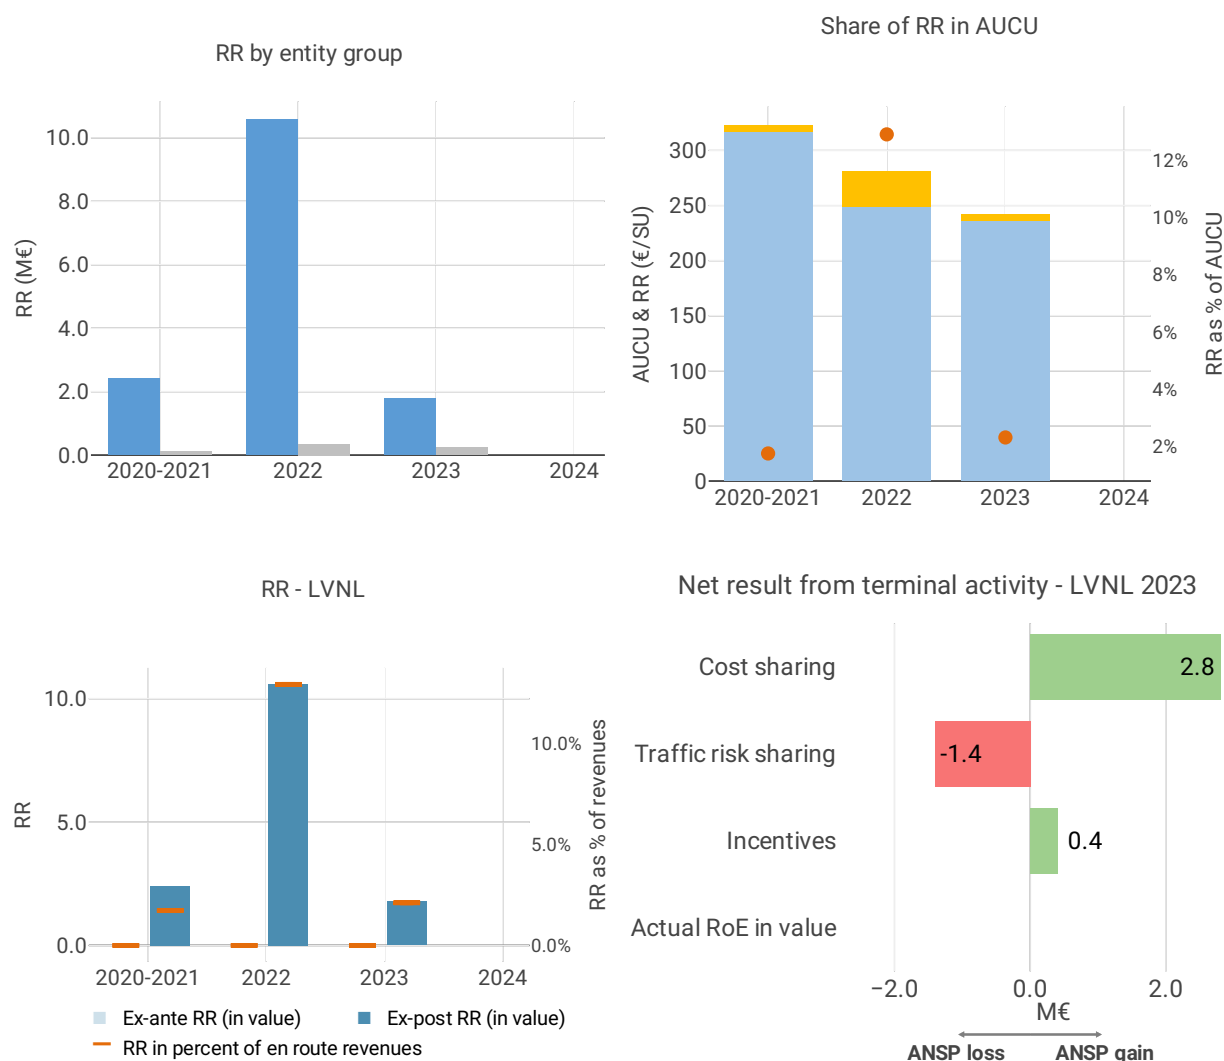 RR by entity group
RR (M€)
10.0
8.0
6.0
4.0
2.0
0.0
2020-2021 2022 2023 2024
Share of RR in AUCU
AUCU & RR (€/SU)
300
250
200
150
100
50
0
12%
10%
8%
6%
4%
2%
RR as % of AUCU
2020-2021 2022 2023 2024
RR - LVNL
RR
10.0
5.0
0.0
10.0%
5.0%
0.0%
RR as % of revenues
2020-2021 2022 2023 2024
Ex-ante RR (in value) Ex-post RR (in value)
RR in percent of en route revenues
Net result from terminal activity - LVNL 2023
Cost sharing 2.8
Traffic risk sharing -1.4
Incentives 0.4
Actual RoE in value
−2.0 0.0 2.0
M€
ANSP loss ANSP gain